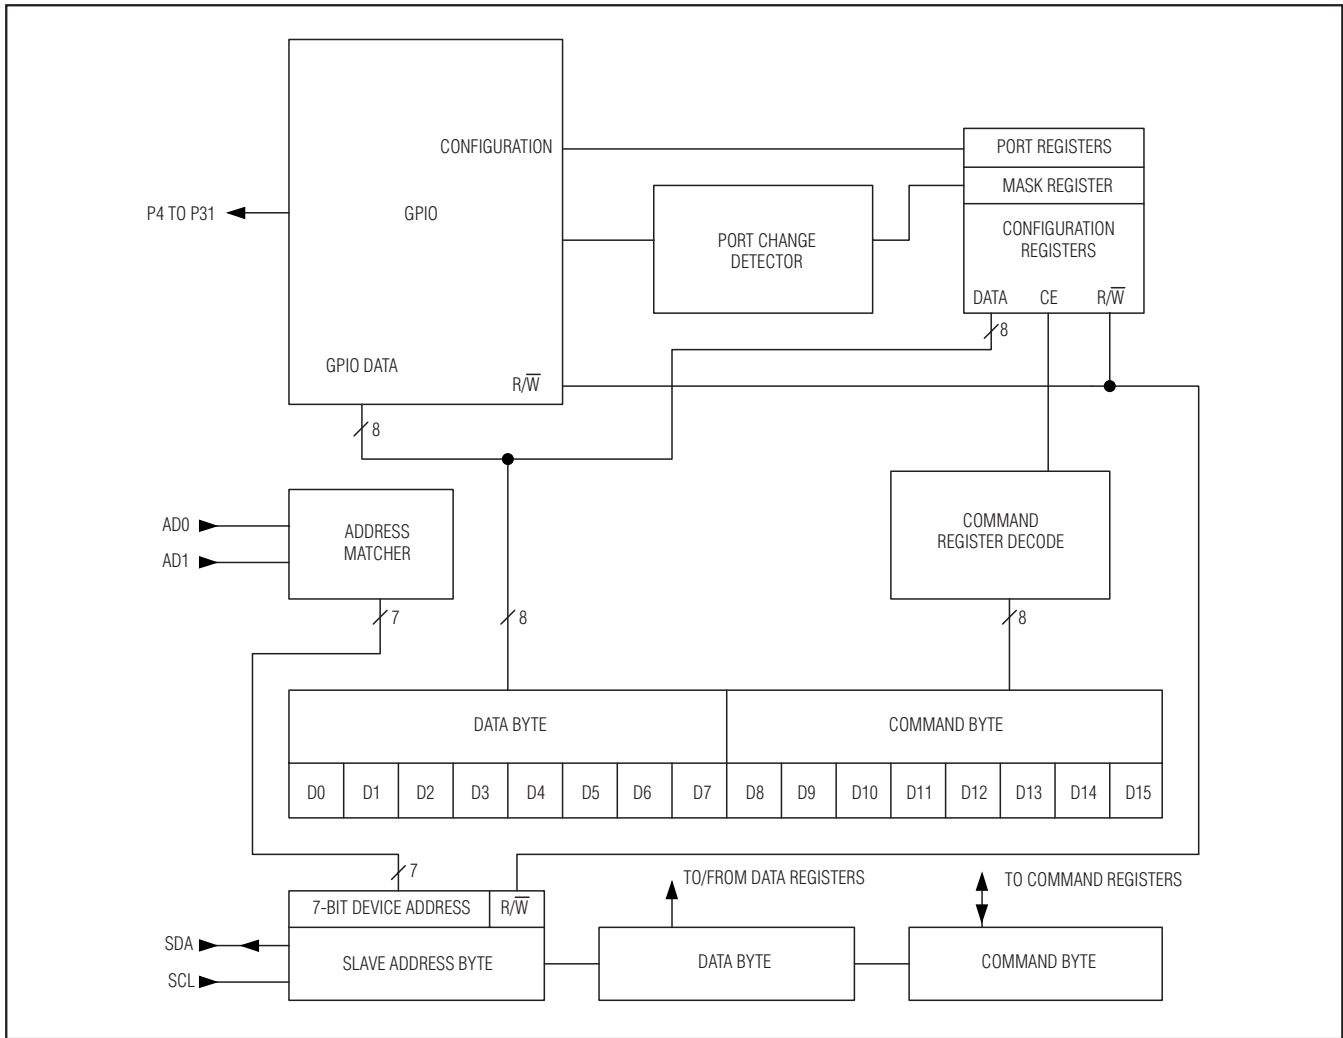 CONFIGURATION
PORT REGISTERS
MASK REGISTER
P4 TO P31
GPIO
PORT CHANGE
DETECTOR
CONFIGURATION
REGISTERS
DATA CE R/W̅
8
GPIO DATA
R/W̅
8
AD0
AD1
ADDRESS
MATCHER
COMMAND
REGISTER DECODE
7
8
8
DATA BYTE
COMMAND BYTE
D0 D1 D2 D3 D4 D5 D6 D7 D8 D9 D10 D11 D12 D13 D14 D15
7
TO/FROM DATA REGISTERS
TO COMMAND REGISTERS
7-BIT DEVICE ADDRESS R/W̅
SDA
SCL
SLAVE ADDRESS BYTE
DATA BYTE
COMMAND BYTE